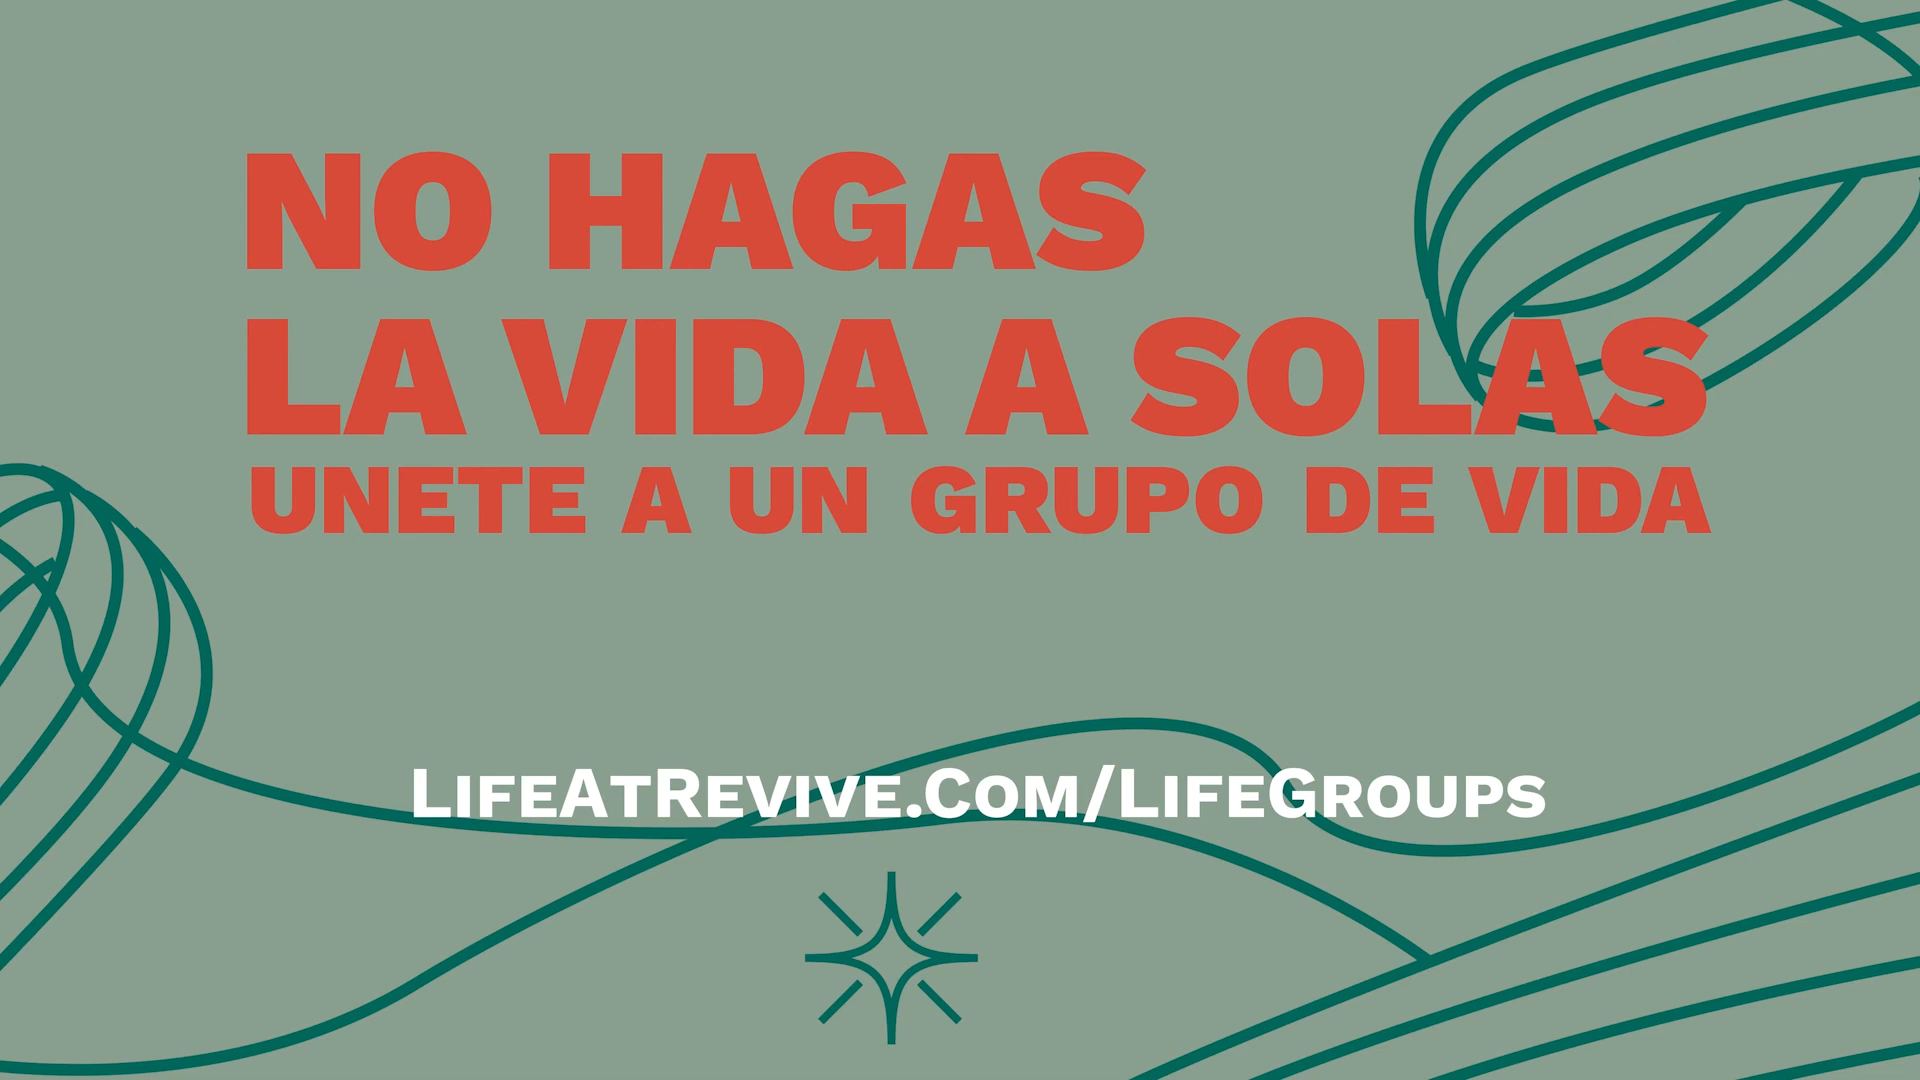 NO HAGAS
LA VIDA A SOLAS
UNETE A UN GRUPO DE VIDA
LIFEATREVIVE.COM/LIFEGROUPS